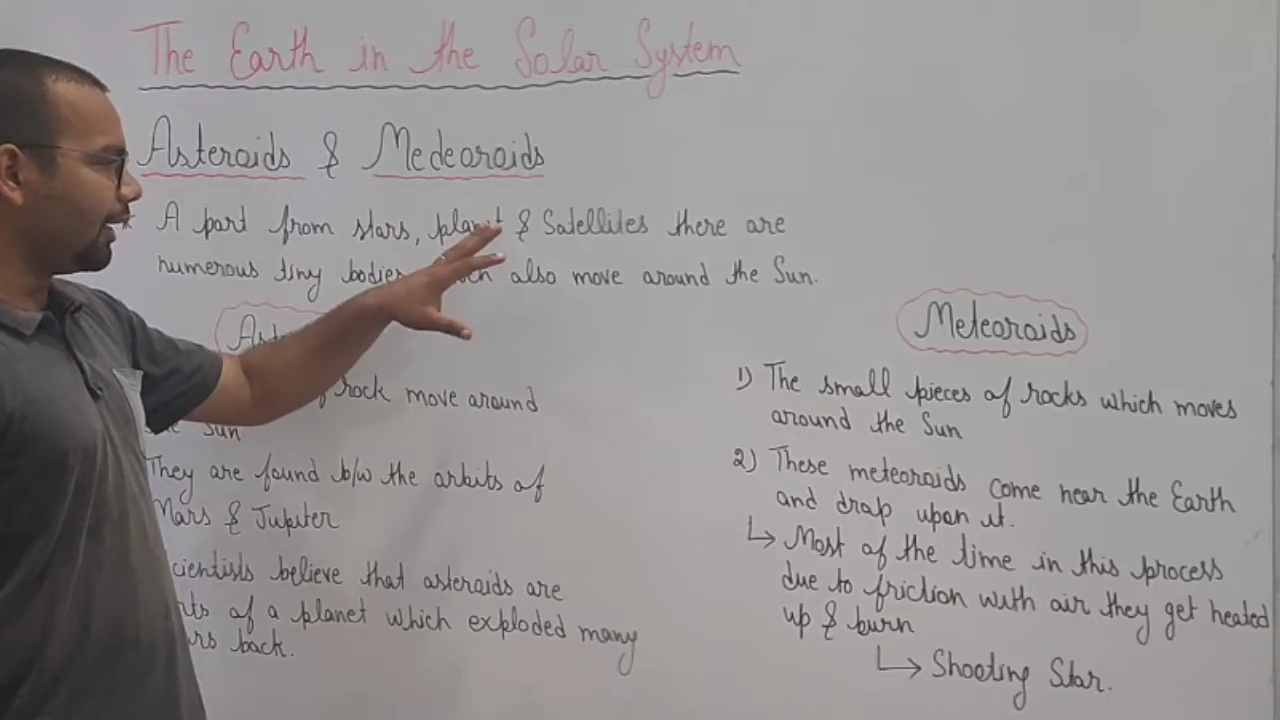 The Earth in the Solar System
Asteroids & Medeoroids
* A part from stars, planet & Satellites there are
numerous tiny bodies also move around the Sun.
rock move around
the Sun
They are found b/w the orbits of
Mars & Jupiter
cientists believe that asteroids are
rts of a planet which exploded many
ars back.
Meteoroids
1) The small pieces of rocks which moves
around the Sun
2) These meteoroids come near the Earth
and drop upon it.
↳ Most of the time in this process
due to friction with air they get heated
up & burn
↳ Shooting Star.